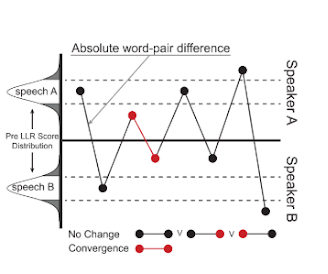 Absolute word-pair difference
speech A
Pre LLR Score
Distribution
speech B
Speaker A
Speaker B
No Change V V
Convergence